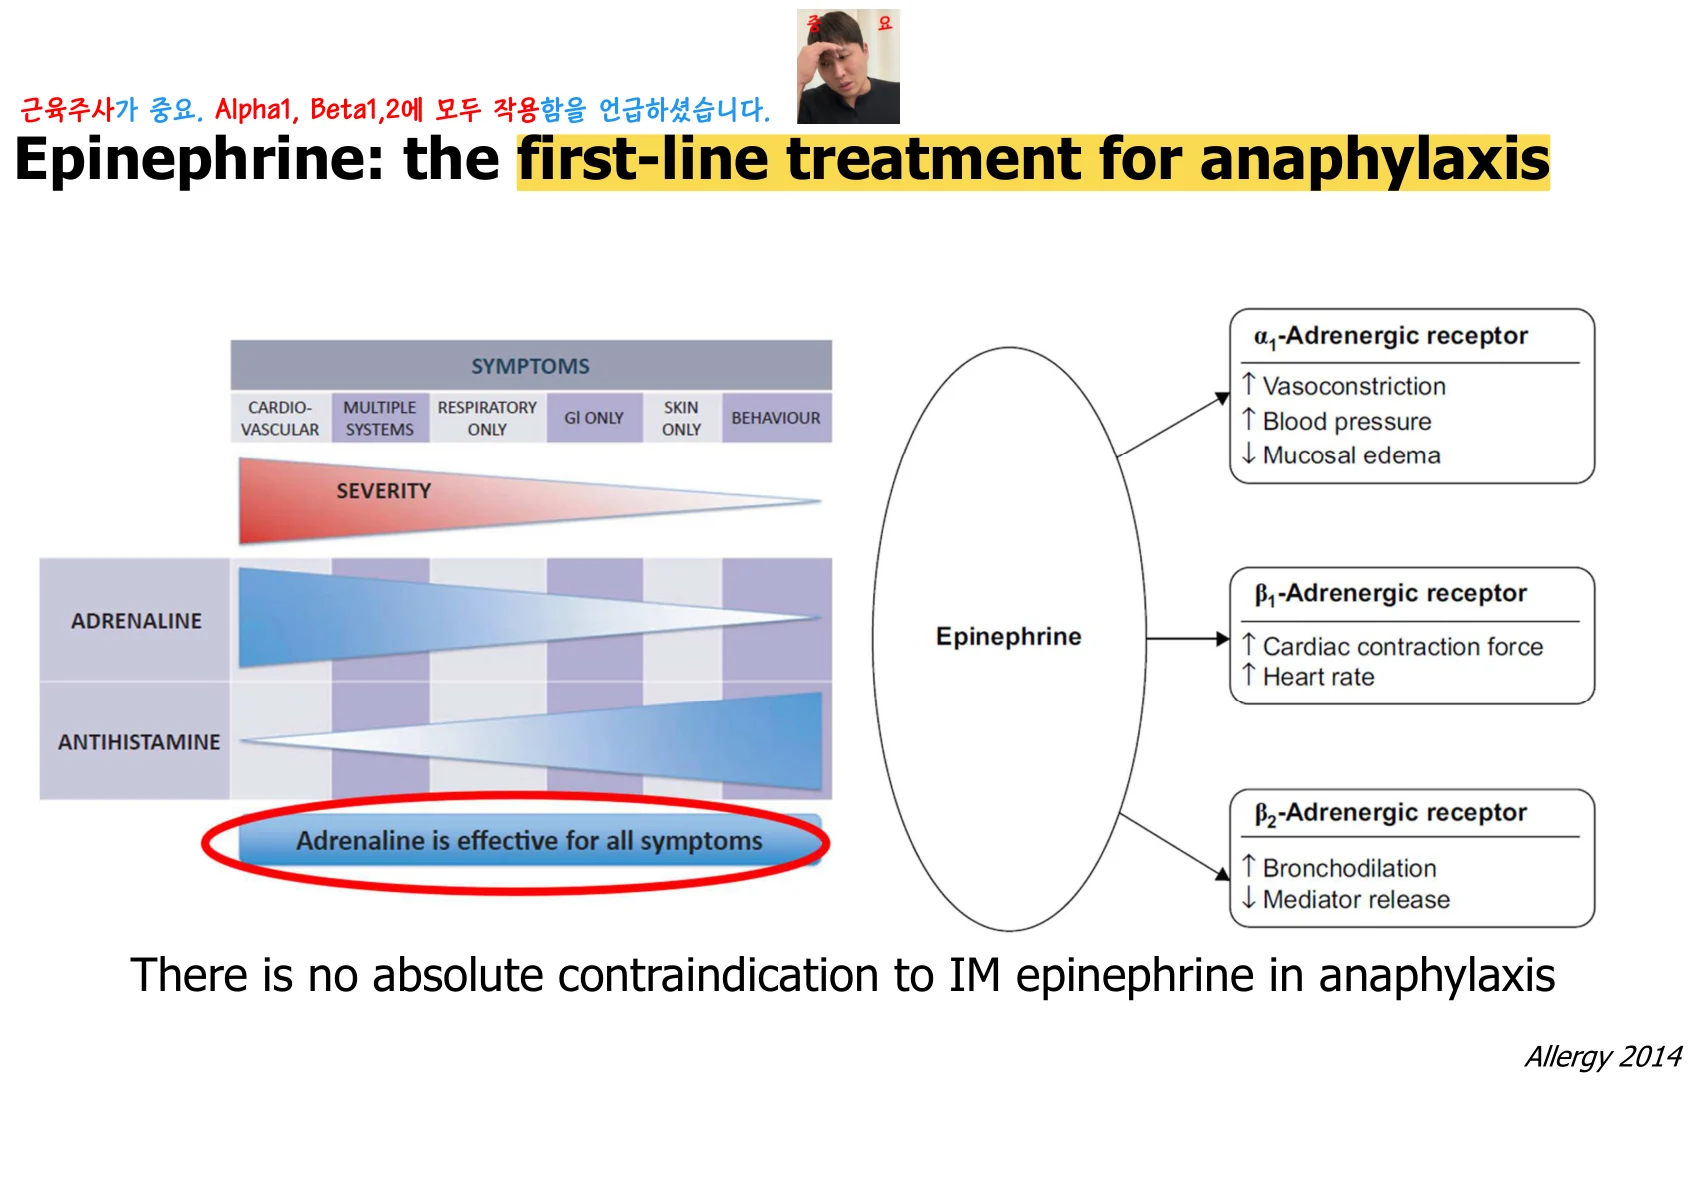 중 요
근육주사가 중요. Alpha1, Beta1,2에 모두 작용함을 언급하셨습니다.
Epinephrine: the first-line treatment for anaphylaxis
SYMPTOMS
CARDIO-
VASCULAR
MULTIPLE
SYSTEMS
RESPIRATORY
ONLY
GI ONLY
SKIN
ONLY
BEHAVIOUR
SEVERITY
ADRENALINE
ANTIHISTAMINE
Adrenaline is effective for all symptoms
Epinephrine
α1-Adrenergic receptor
↑ Vasoconstriction
↑ Blood pressure
↓ Mucosal edema
β1-Adrenergic receptor
↑ Cardiac contraction force
↑ Heart rate
β2-Adrenergic receptor
↑ Bronchodilation
↓ Mediator release
There is no absolute contraindication to IM epinephrine in anaphylaxis
Allergy 2014